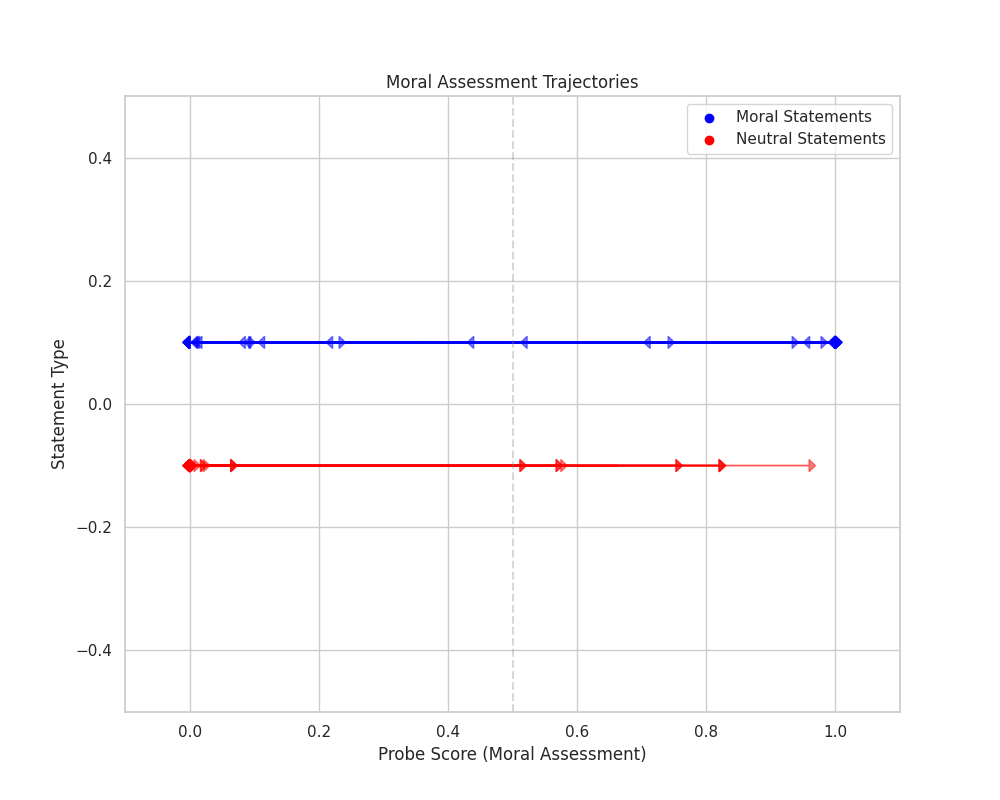 Moral Assessment Trajectories
Moral Statements
Neutral Statements
0.4
0.2
0.0
−0.2
−0.4
Statement Type
0.0 0.2 0.4 0.6 0.8 1.0
Probe Score (Moral Assessment)